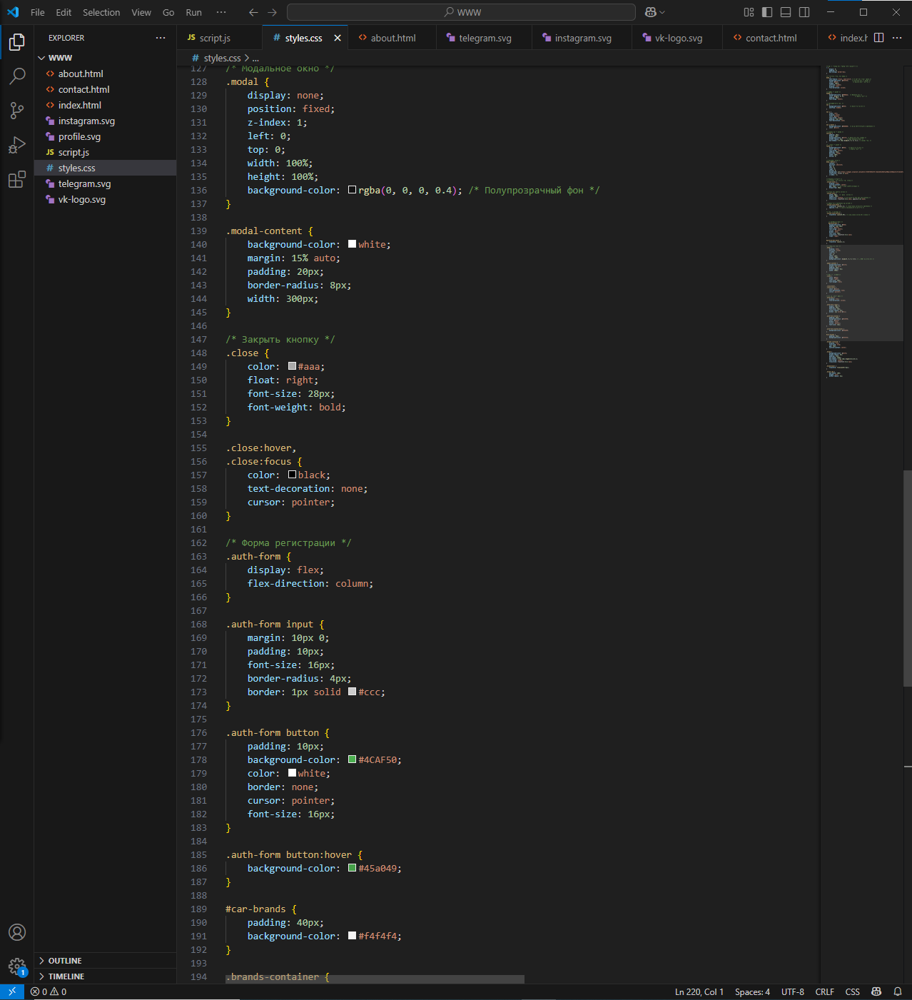 File Edit Selection View Go Run ··· WWW
EXPLORER ···
WWW
about.html
contact.html
index.html
instagram.svg
profile.svg
JS script.js
# styles.css
telegram.svg
vk-logo.svg
OUTLINE
TIMELINE
JS script.js # styles.css about.html telegram.svg instagram.svg vk-logo.svg contact.html
# styles.css > ...
127 /* Модальное окно */
128 .modal {
129 display: none;
130 position: fixed;
131 z-index: 1;
132 left: 0;
133 top: 0;
134 width: 100%;
135 height: 100%;
136 background-color: rgba(0, 0, 0, 0.4); /* Полупрозрачный фон */
137 }
138
139 .modal-content {
140 background-color: white;
141 margin: 15% auto;
142 padding: 20px;
143 border-radius: 8px;
144 width: 300px;
145 }
146
147 /* Закрыть кнопку */
148 .close {
149 color: #aaa;
150 float: right;
151 font-size: 28px;
152 font-weight: bold;
153 }
154
155 .close:hover,
156 .close:focus {
157 color: black;
158 text-decoration: none;
159 cursor: pointer;
160 }
161
162 /* Форма регистрации */
163 .auth-form {
164 display: flex;
165 flex-direction: column;
166 }
167
168 .auth-form input {
169 margin: 10px 0;
170 padding: 10px;
171 font-size: 16px;
172 border-radius: 4px;
173 border: 1px solid #ccc;
174 }
175
176 .auth-form button {
177 padding: 10px;
178 background-color: #4CAF50;
179 color: white;
180 border: none;
181 cursor: pointer;
182 font-size: 16px;
183 }
184
185 .auth-form button:hover {
186 background-color: #45a049;
187 }
188
189 #car-brands {
190 padding: 40px;
191 background-color: #f4f4f4;
192 }
193
194 .brands-container {
1
0 0 Ln 220, Col 1 Spaces: 4 UTF-8 CRLF CSS